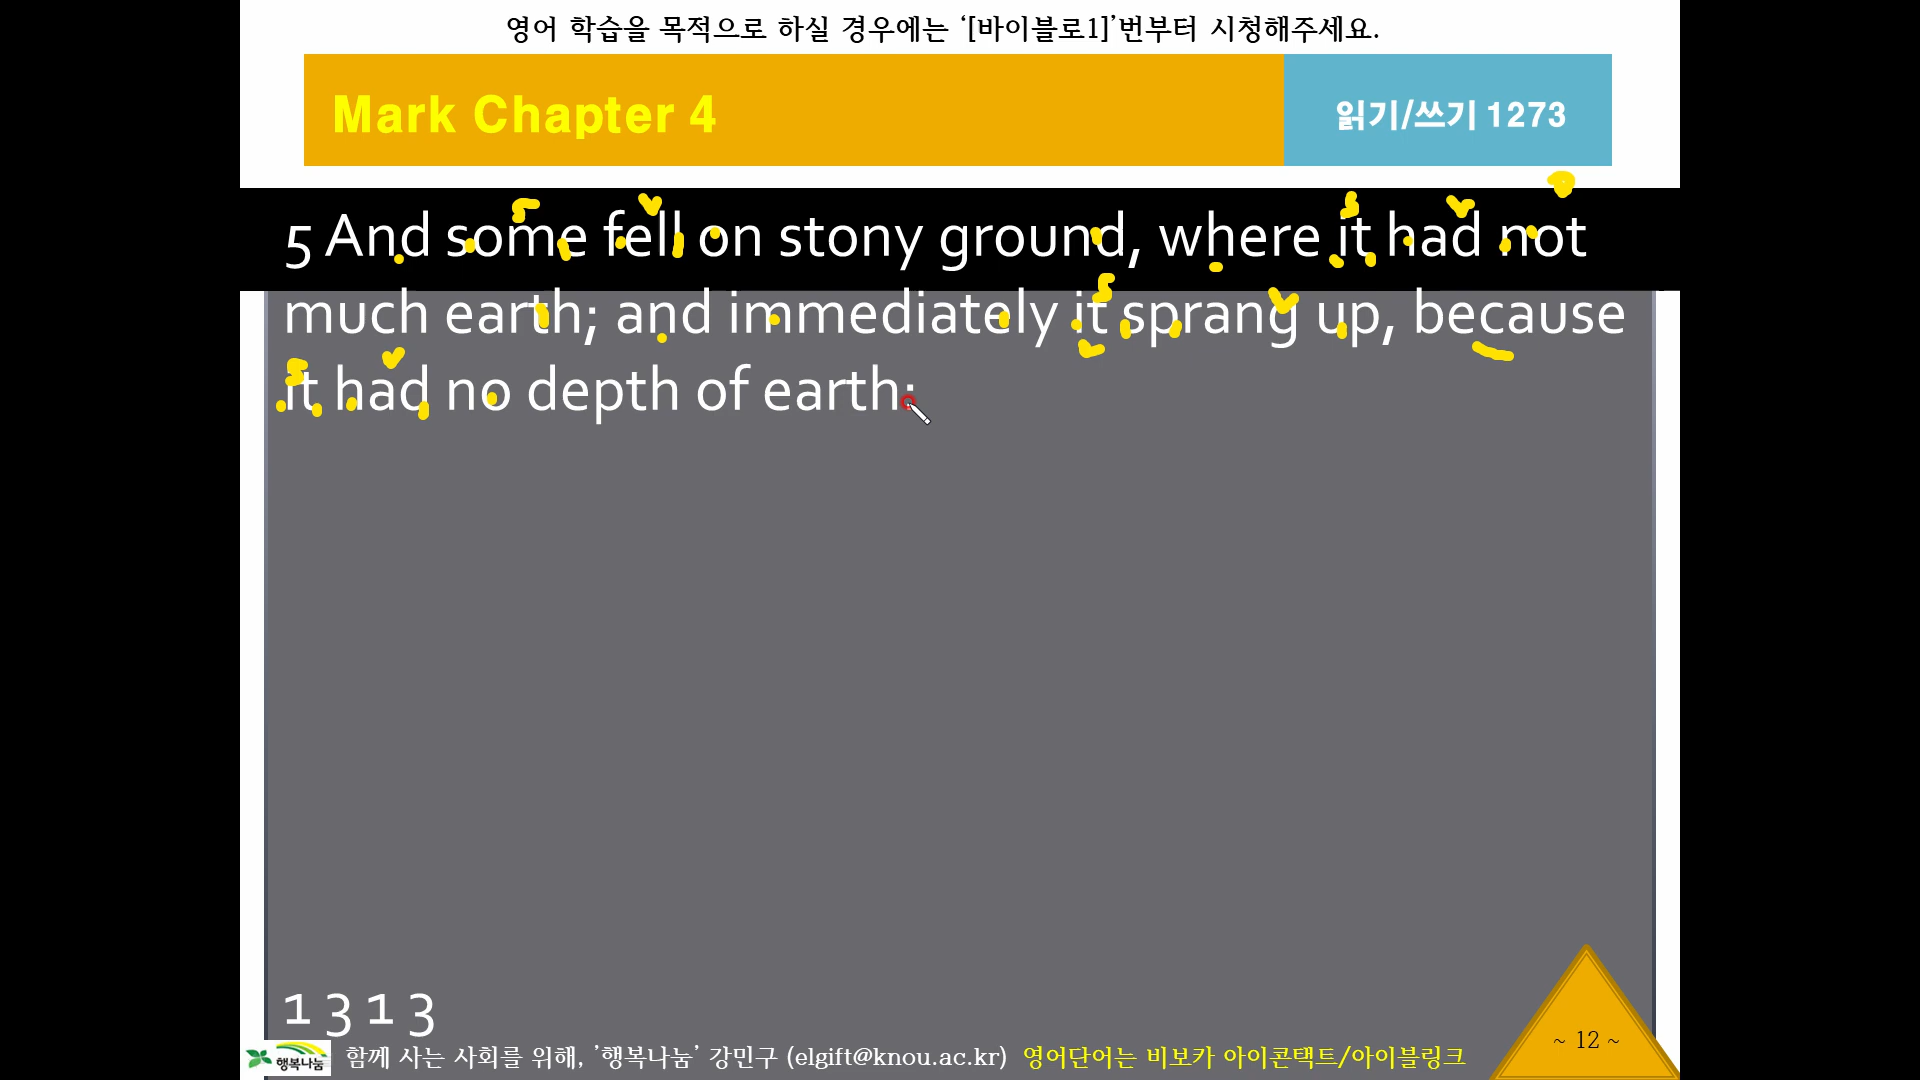 영어 학습을 목적으로 하실 경우에는 ‘[바이블로1]’번부터 시청해주세요.
Mark Chapter 4
읽기/쓰기 1273
5 And some fell on stony ground, where it had not
much earth; and immediately it sprang up, because
it had no depth of earth:
1 3 1 3
행복나눔
함께 사는 사회를 위해, ’행복나눔’ 강민구 (elgift@knou.ac.kr) 영어단어는 비보카 아이콘택트/아이블링크
~ 12 ~